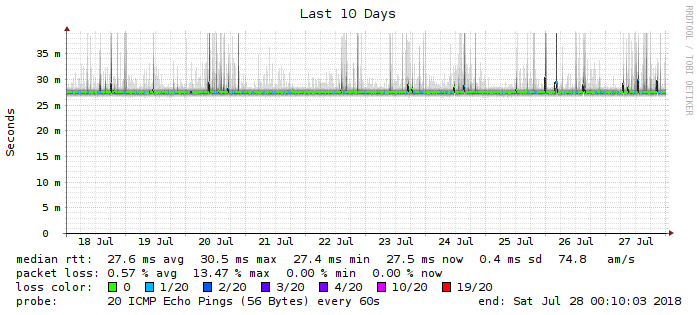 Last 10 Days
RRDTOOL / TOBI OETIKER
Seconds
35 m
30 m
25 m
20 m
15 m
10 m
5 m
0
18 Jul 19 Jul 20 Jul 21 Jul 22 Jul 23 Jul 24 Jul 25 Jul 26 Jul 27 Jul
median rtt: 27.6 ms avg 30.5 ms max 27.4 ms min 27.5 ms now 0.4 ms sd 74.8 am/s
packet loss: 0.57 % avg 13.47 % max 0.00 % min 0.00 % now
loss color: 0 1/20 2/20 3/20 4/20 10/20 19/20
probe: 20 ICMP Echo Pings (56 Bytes) every 60s end: Sat Jul 28 00:10:03 2018